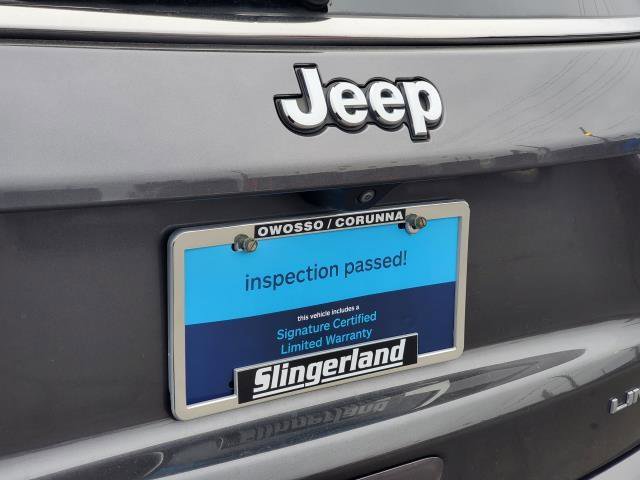 Jeep
OWOSSO / CORUNNA
inspection passed!
this vehicle includes a
Signature Certified
Limited Warranty
Slingerland